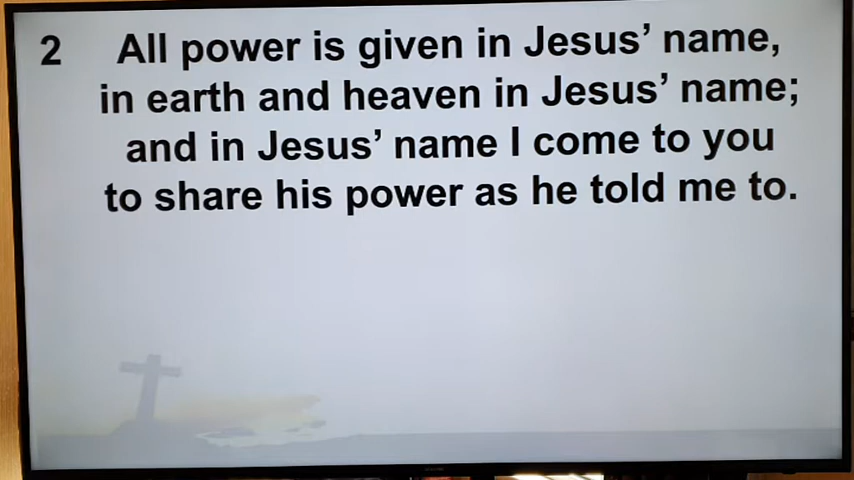 2 All power is given in Jesus’ name,
in earth and heaven in Jesus’ name;
and in Jesus’ name I come to you
to share his power as he told me to.